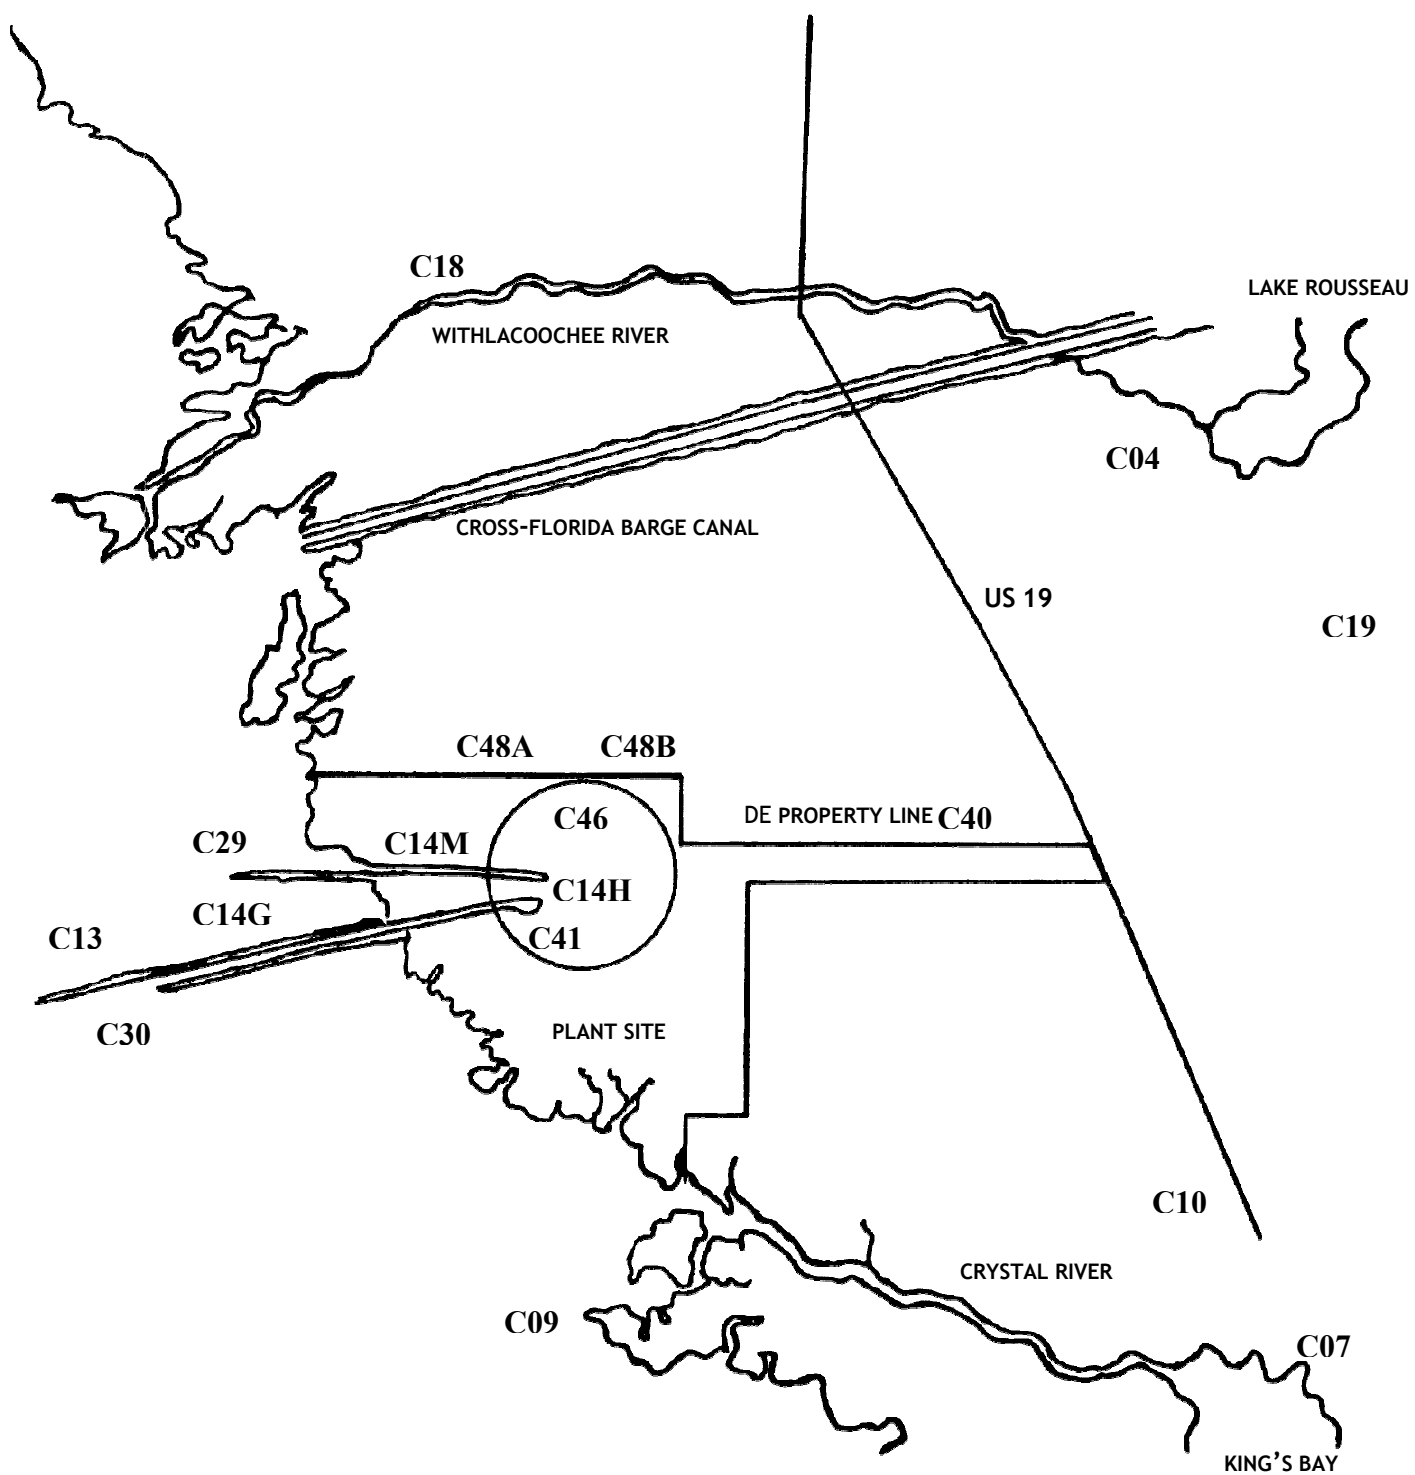 C18
LAKE ROUSSEAU
WITHLACOOCHEE RIVER
C04
CROSS-FLORIDA BARGE CANAL
US 19
C19
C48A
C48B
C46
DE PROPERTY LINE C40
C29
C14M
C14H
C14G
C13
C41
C30
PLANT SITE
C10
CRYSTAL RIVER
C09
C07
KING'S BAY